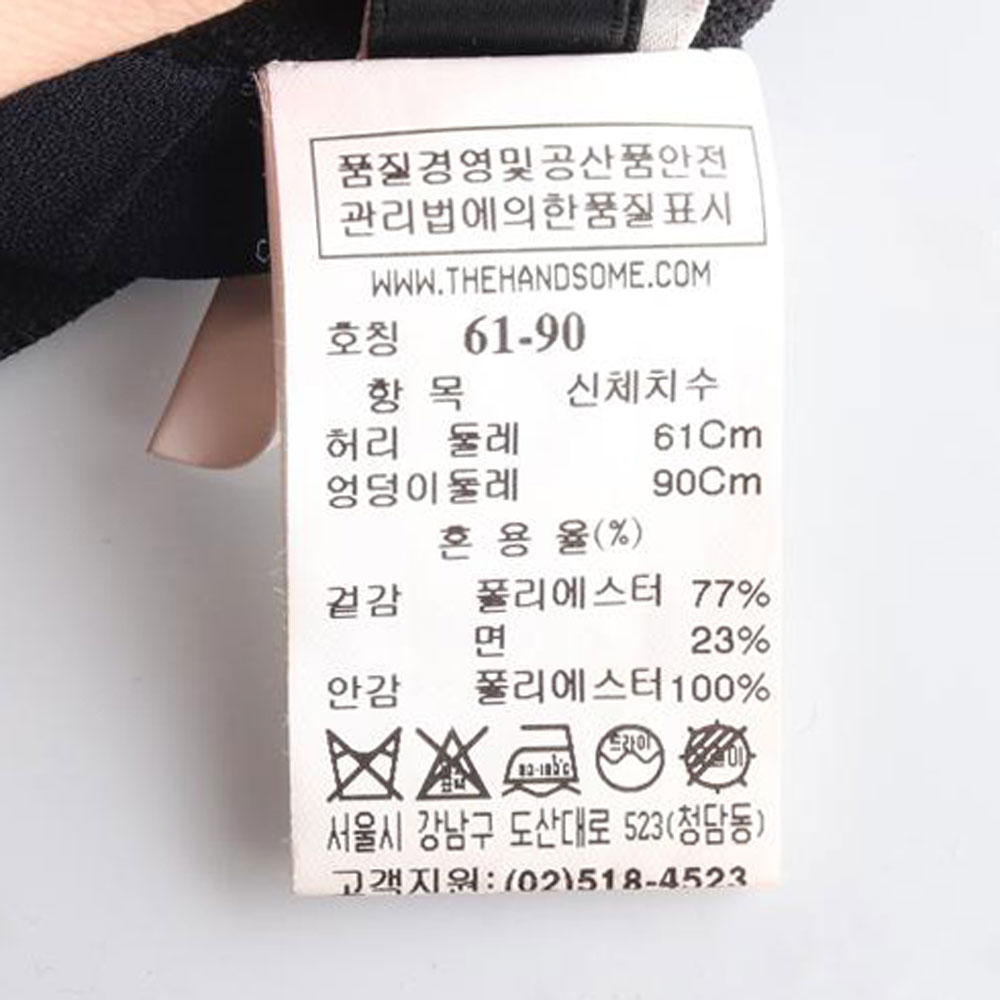 품질경영및공산품안전
관리법에의한품질표시
WWW.THEHANDSOME.COM
호칭 61-90
항 목 신체치수
허리 둘레 61Cm
엉덩이둘레 90Cm
혼 용 율(%)
겉감 폴리에스터 77%
면 23%
안감 폴리에스터 100%
드라이
서울시 강남구 도산대로 523(청담동)
고객지원: (02)518-4523